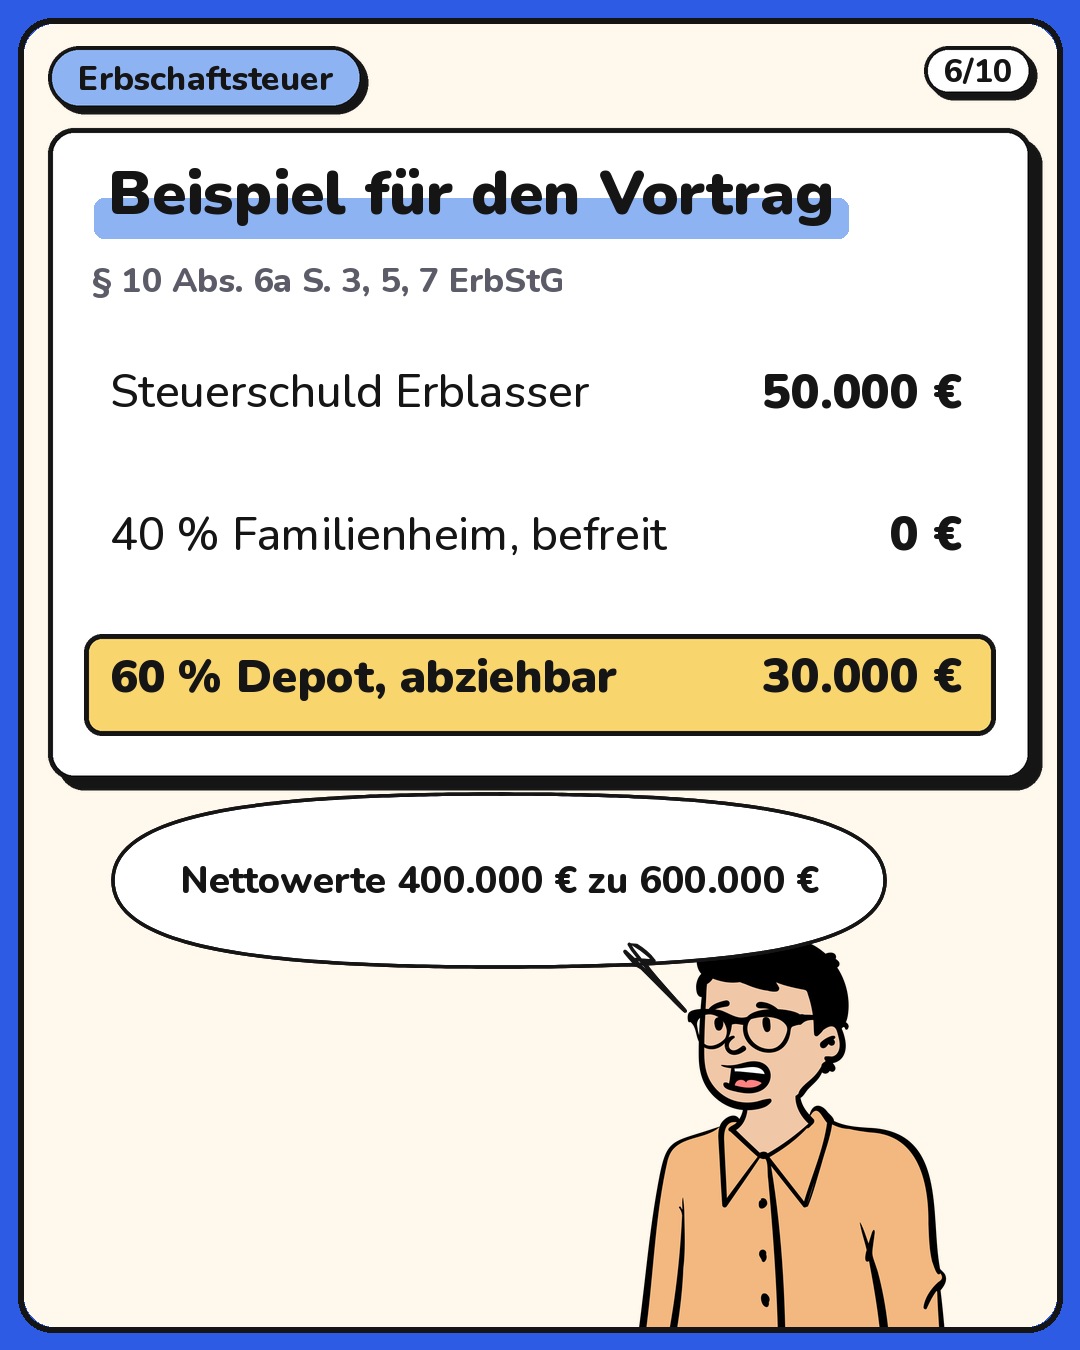 Erbschaftsteuer
6/10
Beispiel für den Vortrag
§ 10 Abs. 6a S. 3, 5, 7 ErbStG
Steuerschuld Erblasser 50.000 €
40 % Familienheim, befreit 0 €
60 % Depot, abziehbar 30.000 €
Nettowerte 400.000 € zu 600.000 €